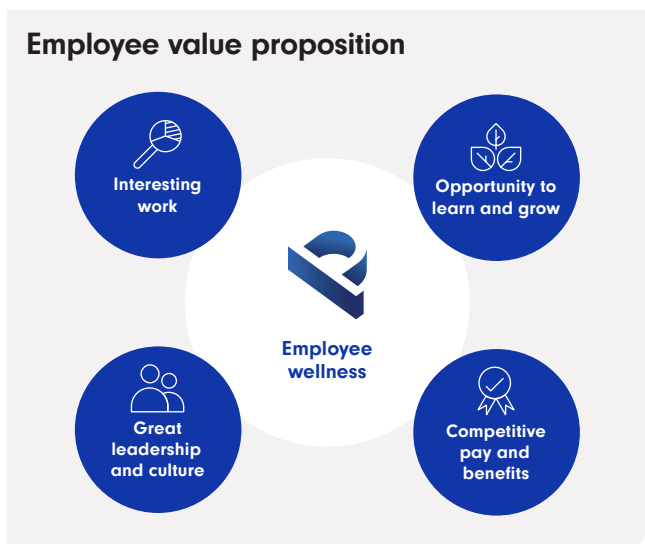 Employee value proposition
Interesting
work
Opportunity to
learn and grow
Employee
wellness
Great
leadership
and culture
Competitive
pay and
benefits